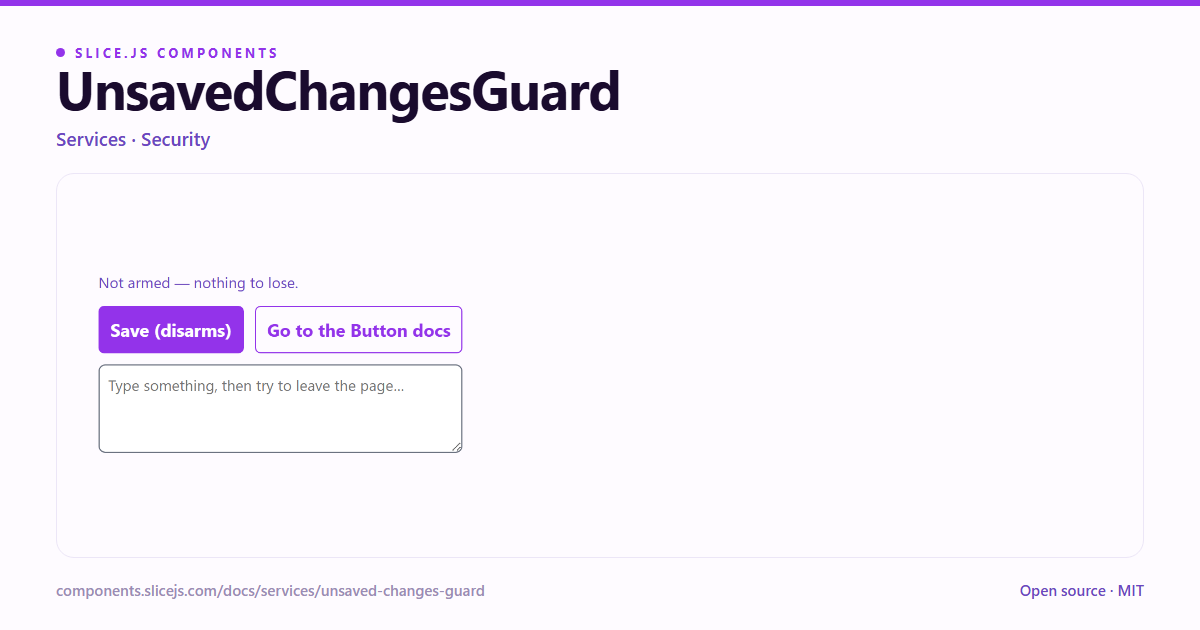 SLICE.JS COMPONENTS
UnsavedChangesGuard
Services · Security
Not armed — nothing to lose.
Save (disarms)
Go to the Button docs
Type something, then try to leave the page...
components.slicejs.com/docs/services/unsaved-changes-guard
Open source · MIT